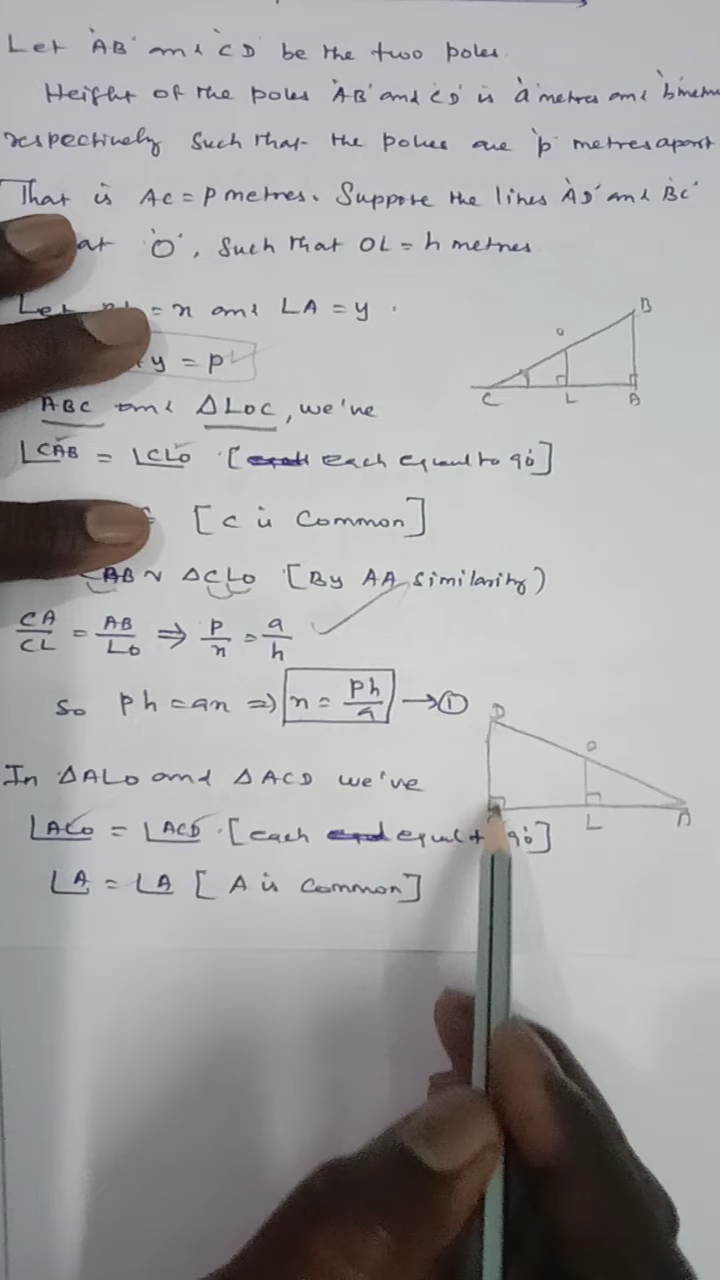 Let 'AB' and 'CD' be the two poles.
Height of the poles 'AB' and 'CD' is 'a' metres and 'b' metre
respectively such that the poles are 'p' metres apart
That is AC = p metres. Suppose the lines 'AD' and 'BC'
at 'O', such that OL = h metres
Let = x and LA = y.
y = p
ABC and ΔLOC, we've
∠CAB = ∠CLO [each equal to 90°]
[C is common]
CAB ~ ΔCLO [By AA similarity)
CA/CL = AB/LO ⇒ p/x = a/h
So ph = ax ⇒ x = ph/a → ①
In ΔALO and ΔACD we've
∠ACO = ∠ACD [each equal to 90°]
∠A = ∠A [A is common]
B
O
C L A
D
O
L A